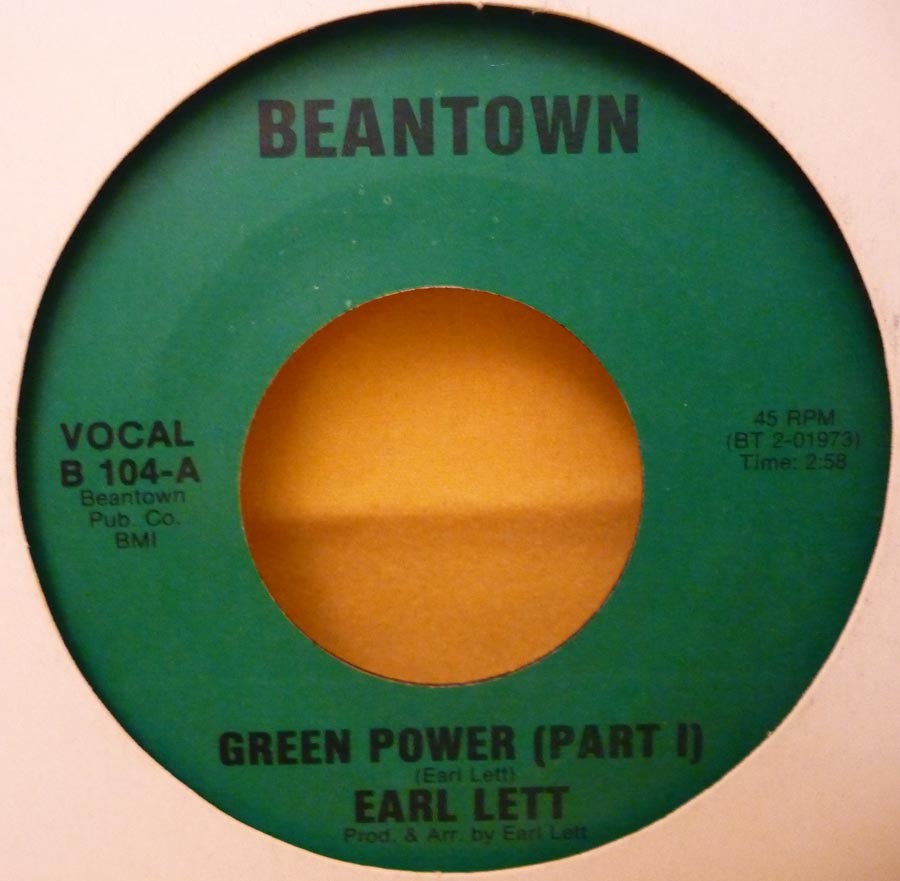 BEANTOWN
VOCAL
B 104-A
Beantown
Pub. Co.
BMI
45 RPM
(BT 2-01973)
Time: 2:58
GREEN POWER (PART I)
(Earl Lett)
EARL LETT
Prod. & Arr. by Earl Lett